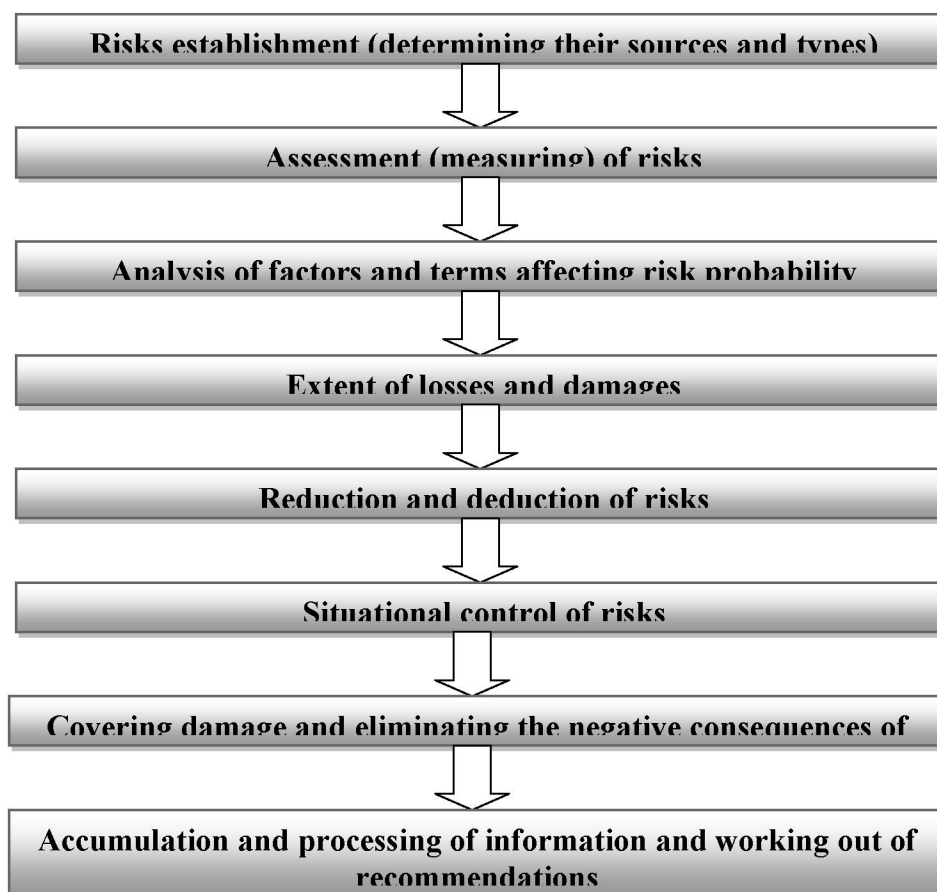 Risks establishment (determining their sources and types)
Assessment (measuring) of risks
Analysis of factors and terms affecting risk probability
Extent of losses and damages
Reduction and deduction of risks
Situational control of risks
Covering damage and eliminating the negative consequences of
Accumulation and processing of information and working out of
recommendations